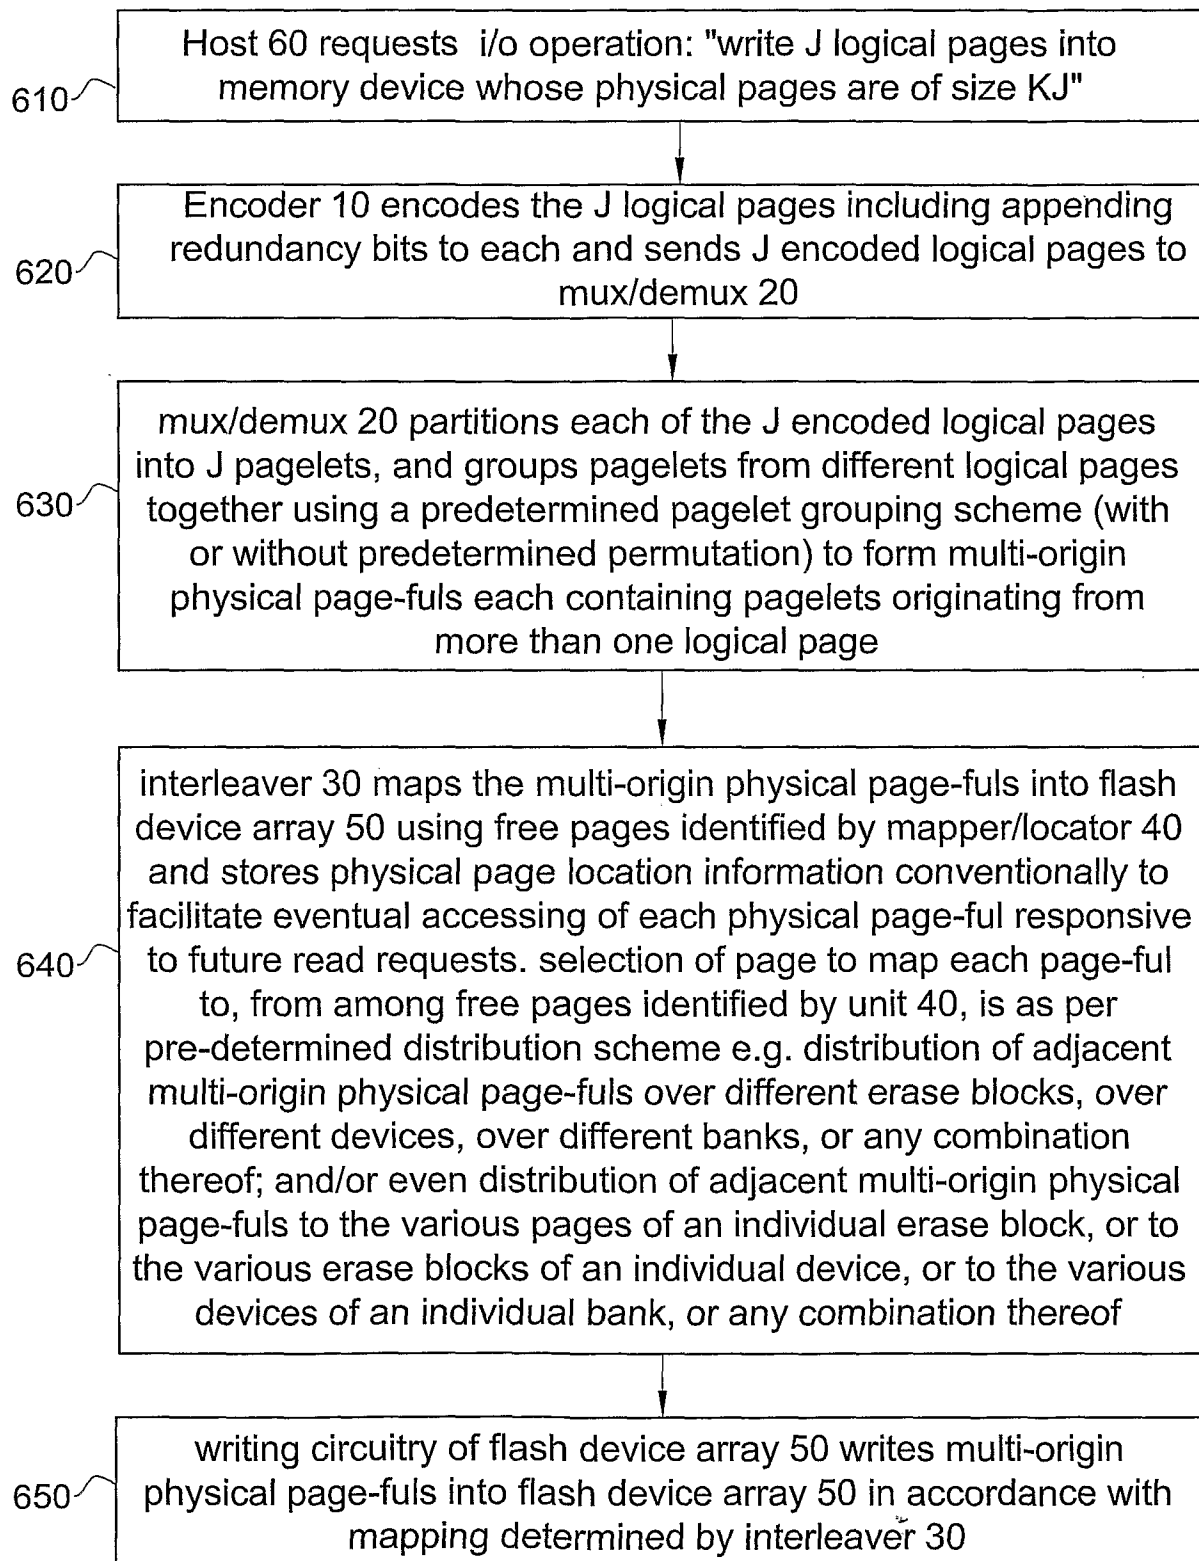 Host 60 requests i/o operation: "write J logical pages into
memory device whose physical pages are of size KJ"
610
Encoder 10 encodes the J logical pages including appending
redundancy bits to each and sends J encoded logical pages to
mux/demux 20
620
mux/demux 20 partitions each of the J encoded logical pages
into J pagelets, and groups pagelets from different logical pages
together using a predetermined pagelet grouping scheme (with
or without predetermined permutation) to form multi-origin
physical page-fuls each containing pagelets originating from
more than one logical page
630
interleaver 30 maps the multi-origin physical page-fuls into flash
device array 50 using free pages identified by mapper/locator 40
and stores physical page location information conventionally to
facilitate eventual accessing of each physical page-ful responsive
to future read requests. selection of page to map each page-ful
to, from among free pages identified by unit 40, is as per
pre-determined distribution scheme e.g. distribution of adjacent
multi-origin physical page-fuls over different erase blocks, over
different devices, over different banks, or any combination
thereof; and/or even distribution of adjacent multi-origin physical
page-fuls to the various pages of an individual erase block, or to
the various erase blocks of an individual device, or to the various
devices of an individual bank, or any combination thereof
640
writing circuitry of flash device array 50 writes multi-origin
physical page-fuls into flash device array 50 in accordance with
mapping determined by interleaver 30
650